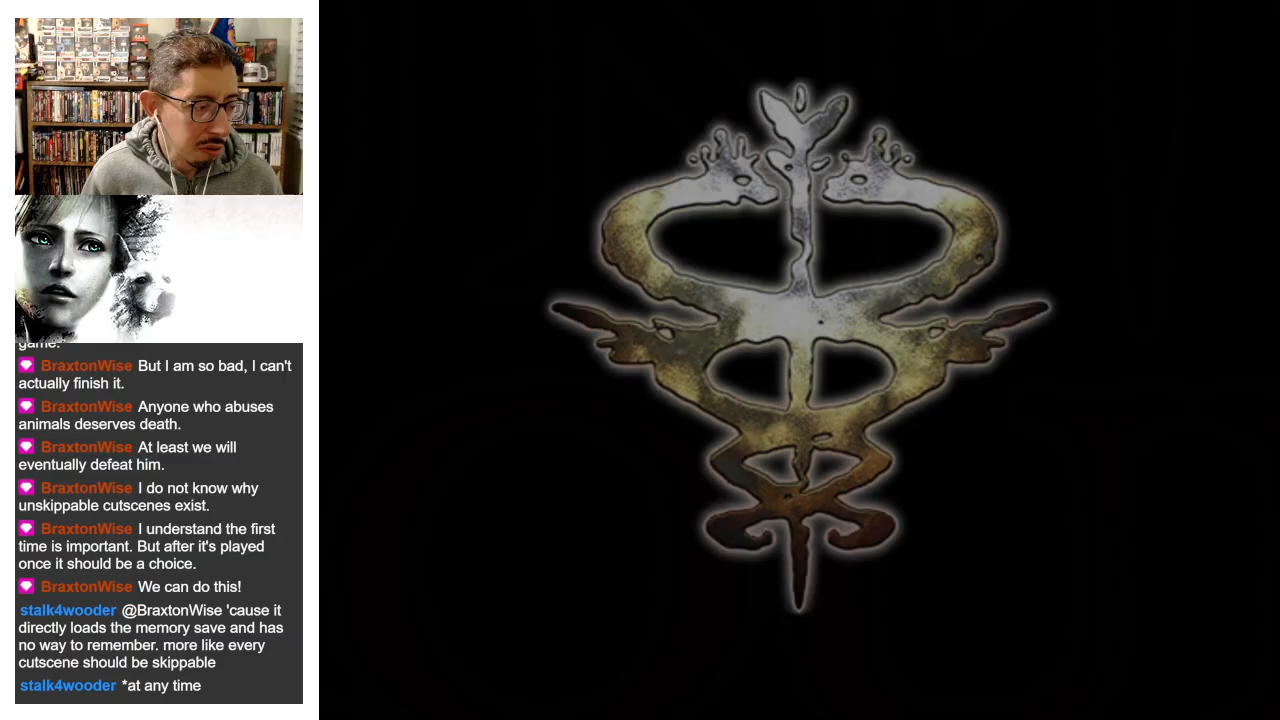 game.
BraxtonWise But I am so bad, I can't
actually finish it.
BraxtonWise Anyone who abuses
animals deserves death.
BraxtonWise At least we will
eventually defeat him.
BraxtonWise I do not know why
unskippable cutscenes exist.
BraxtonWise I understand the first
time is important. But after it's played
once it should be a choice.
BraxtonWise We can do this!
stalk4wooder @BraxtonWise 'cause it
directly loads the memory save and has
no way to remember. more like every
cutscene should be skippable
stalk4wooder *at any time